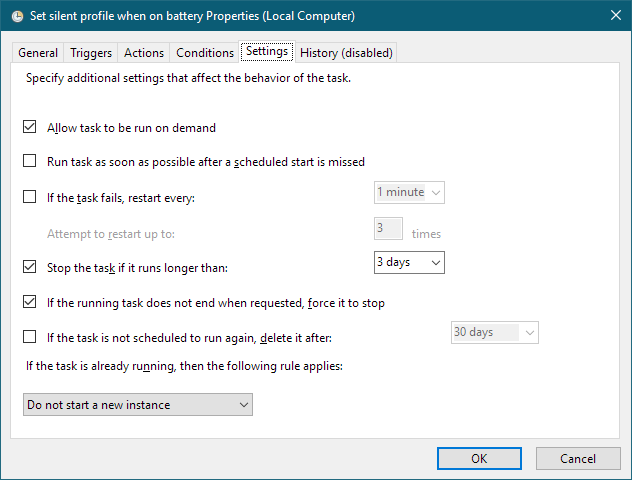 Set silent profile when on battery Properties (Local Computer)
General Triggers Actions Conditions Settings History (disabled)
Specify additional settings that affect the behavior of the task.
Allow task to be run on demand
Run task as soon as possible after a scheduled start is missed
If the task fails, restart every: 1 minute
Attempt to restart up to: 3 times
Stop the task if it runs longer than: 3 days
If the running task does not end when requested, force it to stop
If the task is not scheduled to run again, delete it after: 30 days
If the task is already running, then the following rule applies:
Do not start a new instance
OK Cancel